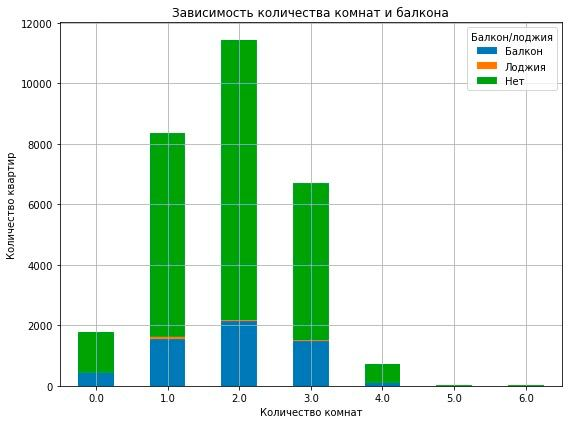 Зависимость количества комнат и балкона
Балкон/лоджия
Балкон
Лоджия
Нет
Количество квартир
12000
10000
8000
6000
4000
2000
0
0.0 1.0 2.0 3.0 4.0 5.0 6.0
Количество комнат